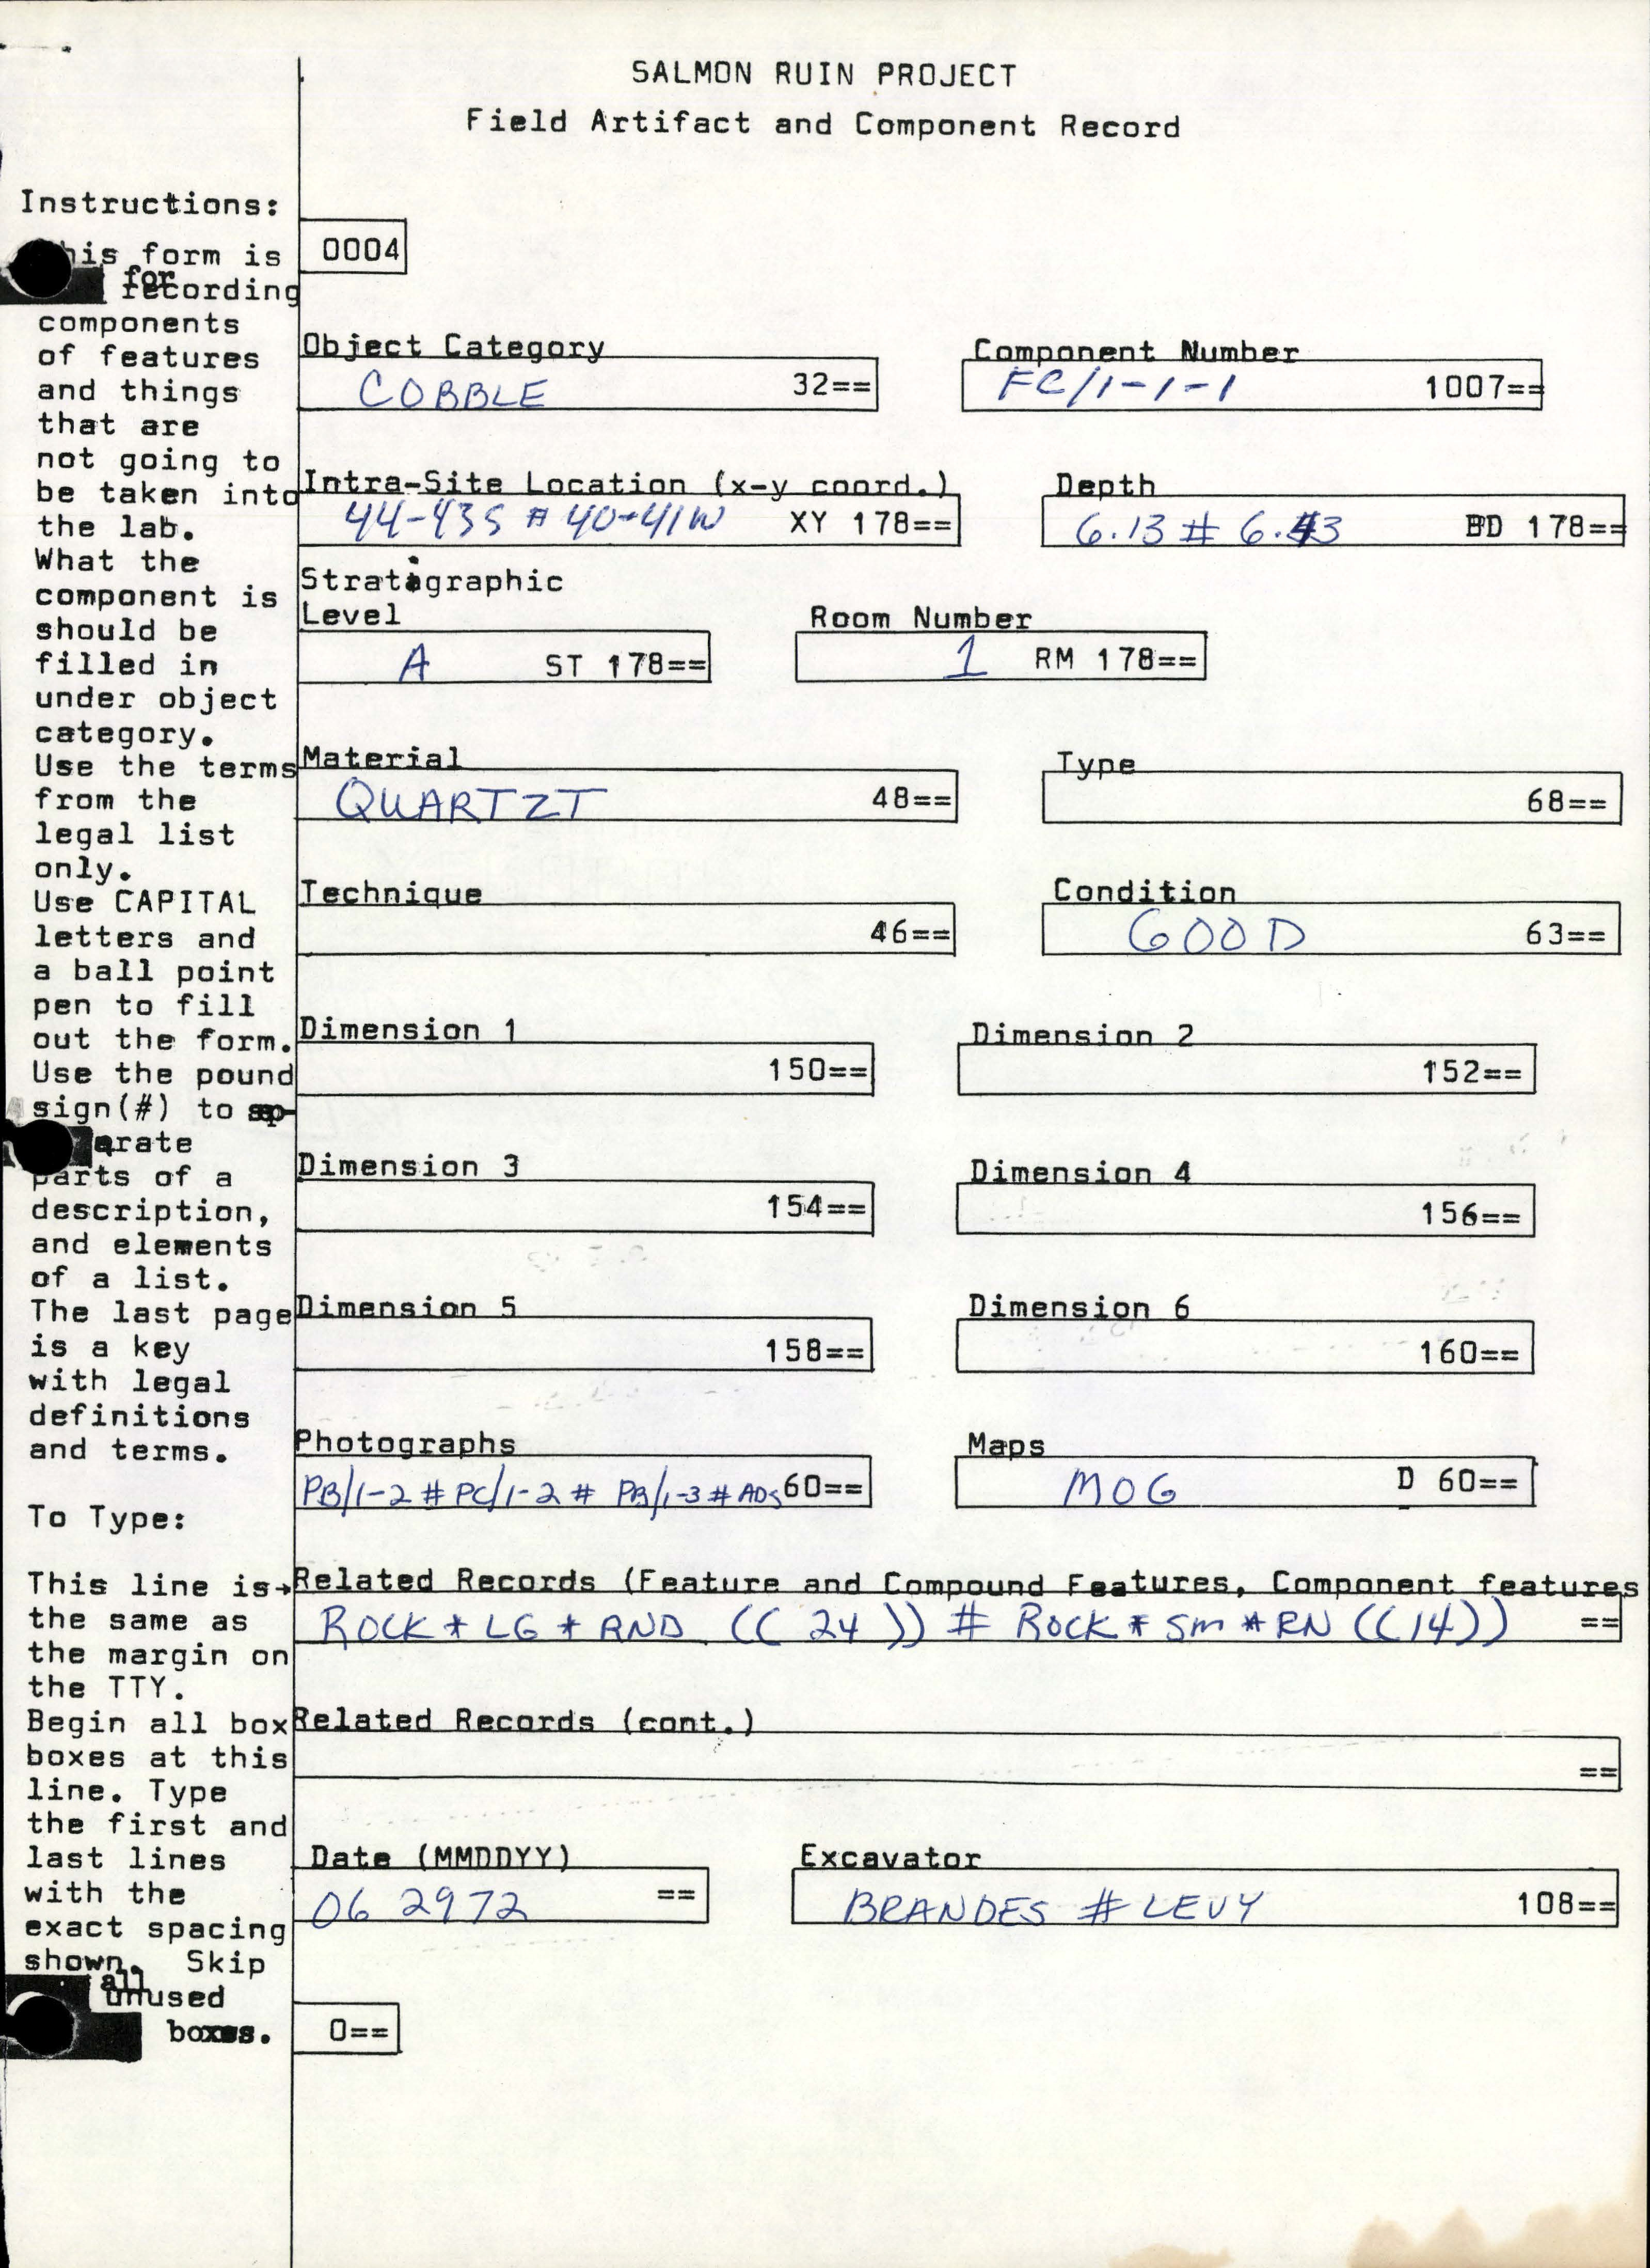 SALMON RUIN PROJECT
Field Artifact and Component Record
Instructions:
his form is
for
recording
components
of features
and things
that are
not going to
be taken into
the lab.
What the
component is
should be
filled in
under object
category.
Use the terms
from the
legal list
only.
Use CAPITAL
letters and
a ball point
pen to fill
out the form.
Use the pound
sign(#) to sp-
arate
parts of a
description,
and elements
of a list.
The last page
is a key
with legal
definitions
and terms.
To Type:
This line is→
the same as
the margin on
the TTY.
Begin all box
boxes at this
line. Type
the first and
last lines
with the
exact spacing
shown. Skip
all
unused
boxes.
0004
Object Category
COBBLE 32==
Component Number
FC/1-1-1 1007==
Intra-Site Location (x-y coord.)
44-43S # 40-41W XY 178==
Depth
6.13 # 6.43 BD 178==
Stratigraphic
Level
A ST 178==
Room Number
1 RM 178==
Material
QUARTZT 48==
Type
68==
Technique
46==
Condition
GOOD 63==
Dimension 1
150==
Dimension 2
152==
Dimension 3
154==
Dimension 4
156==
Dimension 5
158==
Dimension 6
160==
Photographs
PB/1-2 # PC/1-2 # PB/1-3 # ADS 60==
Maps
MOG D 60==
Related Records (Feature and Compound Features, Component features
ROCK * LG * RND ((24)) # ROCK * SM * RN ((14)) ==
Related Records (cont.)
==
Date (MMDDYY)
06 2972 ==
Excavator
BRANDES # LEVY 108==
0==